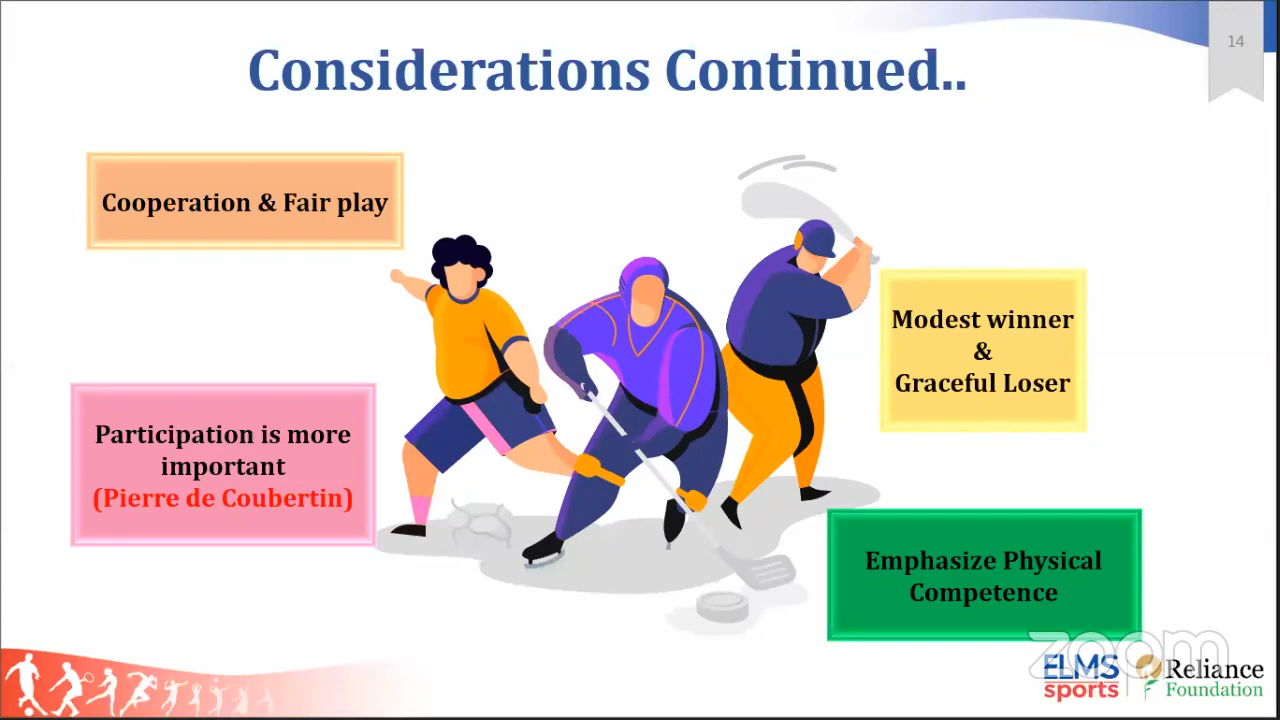 14
Considerations Continued..
Cooperation & Fair play
Modest winner
&
Graceful Loser
Participation is more
important
(Pierre de Coubertin)
Emphasize Physical
Competence
zoom
ELMS
sports
Reliance
Foundation